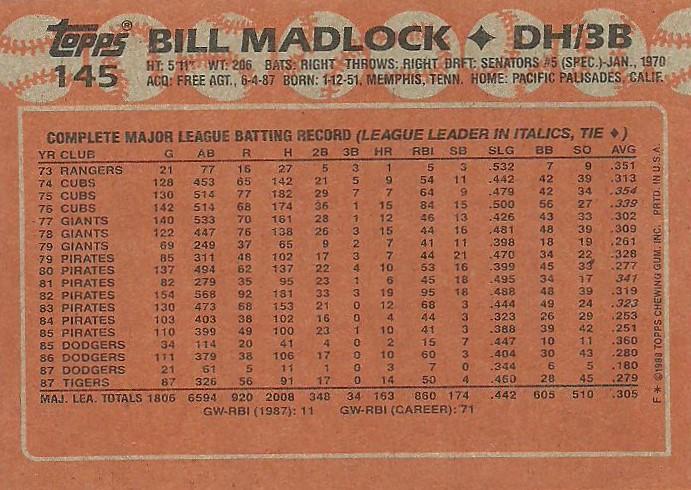 Topps® BILL MADLOCK ✦ DH/3B
145 HT: 5'11" WT: 206 BATS: RIGHT THROWS: RIGHT DRFT: SENATORS #5 (SPEC.)-JAN., 1970
ACQ: FREE AGT., 6-4-87 BORN: 1-12-51, MEMPHIS, TENN. HOME: PACIFIC PALISADES, CALIF.
COMPLETE MAJOR LEAGUE BATTING RECORD (LEAGUE LEADER IN ITALICS, TIE ♦)
YR CLUB G AB R H 2B 3B HR RBI SB SLG BB SO AVG
73 RANGERS 21 77 16 27 5 3 1 5 3 .532 7 9 .351
74 CUBS 128 453 65 142 21 5 9 54 11 .442 42 39 .313
75 CUBS 130 514 77 182 29 7 7 64 9 .479 42 34 .354
76 CUBS 142 514 68 174 36 1 15 84 15 .500 56 27 .339
77 GIANTS 140 533 70 161 28 1 12 46 13 .426 43 33 .302
78 GIANTS 122 447 76 138 26 3 15 44 16 .481 48 39 .309
79 GIANTS 69 249 37 65 9 2 7 41 11 .398 18 19 .261
79 PIRATES 85 311 48 102 17 3 7 44 21 .470 34 22 .328
80 PIRATES 137 494 62 137 22 4 10 53 16 .399 45 33 .277
81 PIRATES 82 279 35 95 23 1 6 45 18 .495 34 17 .341
82 PIRATES 154 568 92 181 33 3 19 95 18 .488 48 39 .319
83 PIRATES 130 473 68 153 21 0 12 68 3 .444 49 24 .323
84 PIRATES 103 403 38 102 16 0 4 44 3 .323 26 29 .253
85 PIRATES 110 399 49 100 23 1 10 41 3 .388 39 42 .251
85 DODGERS 34 114 20 41 4 0 2 15 7 .447 10 11 .360
86 DODGERS 111 379 38 106 17 0 10 60 3 .404 30 43 .280
87 DODGERS 21 61 5 11 1 0 3 7 0 .344 6 5 .180
87 TIGERS 87 326 56 91 17 0 14 50 4 .460 28 45 .279
MAJ. LEA. TOTALS 1806 6594 920 2008 348 34 163 860 174 .442 605 510 .305
GW-RBI (1987): 11 GW-RBI (CAREER): 71
F * ©1988 TOPPS CHEWING GUM, INC. PRTD. IN U.S.A.